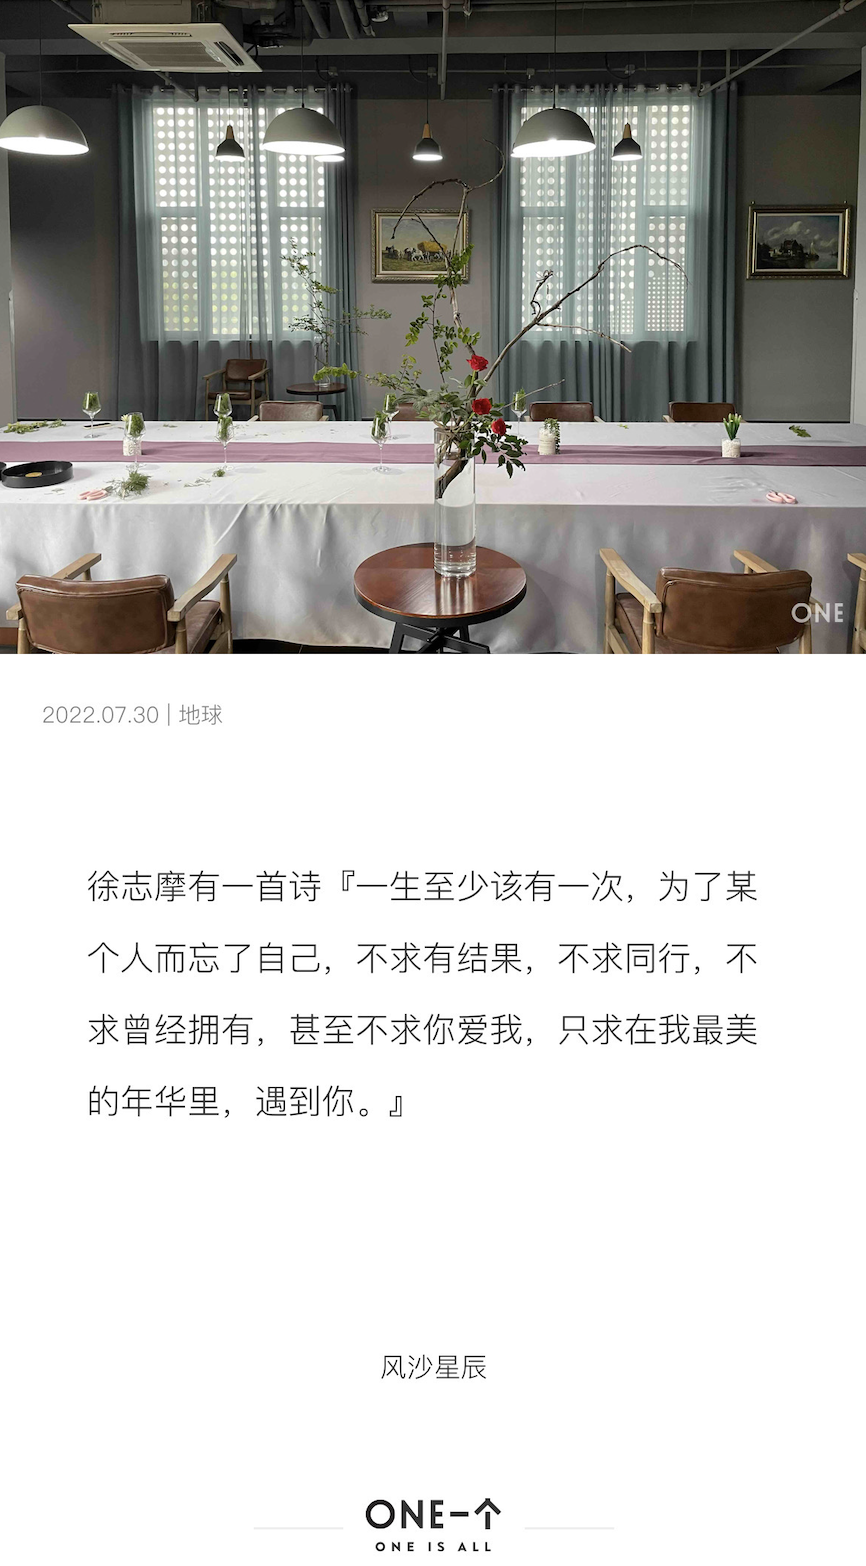 ONE
2022.07.30 | 地球
徐志摩有一首诗『一生至少该有一次，为了某
个人而忘了自己，不求有结果，不求同行，不
求曾经拥有，甚至不求你爱我，只求在我最美
的年华里，遇到你。』
风沙星辰
ONE一个
ONE IS ALL